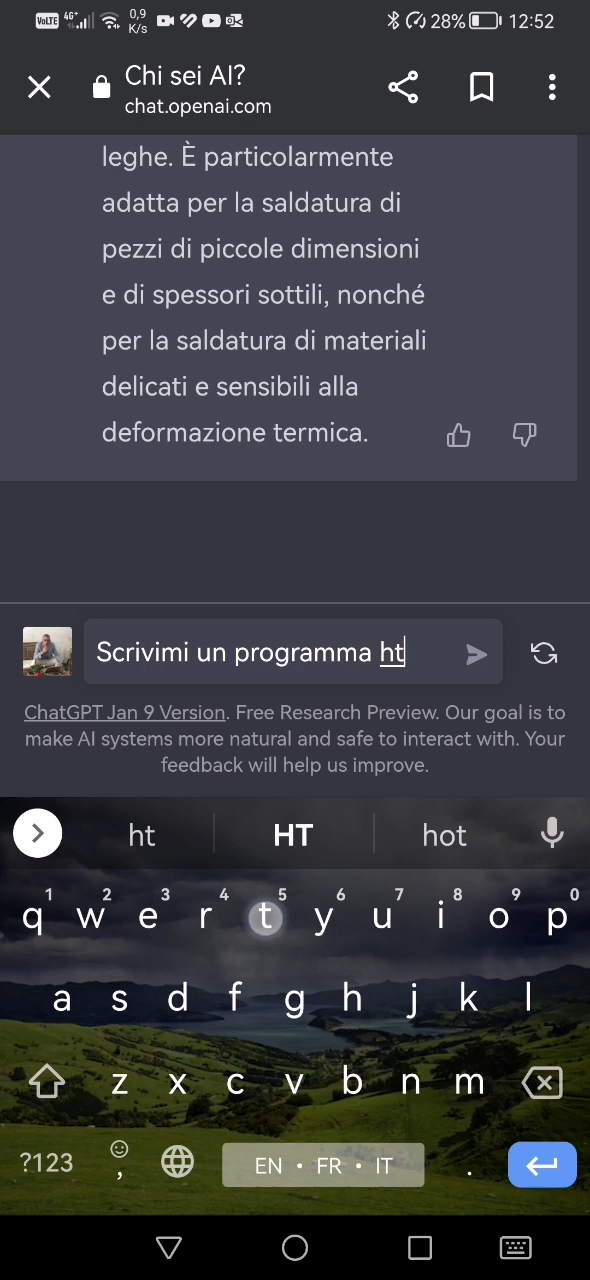 VoLTE 4G+ 0,9 K/s 28% 12:52
Chi sei AI?
chat.openai.com
leghe. È particolarmente
adatta per la saldatura di
pezzi di piccole dimensioni
e di spessori sottili, nonché
per la saldatura di materiali
delicati e sensibili alla
deformazione termica.
Scrivimi un programma ht
ChatGPT Jan 9 Version. Free Research Preview. Our goal is to
make AI systems more natural and safe to interact with. Your
feedback will help us improve.
ht HT hot
1 2 3 4 5 6 7 8 9 0
q w e r t y u i o p
a s d f g h j k l
z x c v b n m
?123 , EN • FR • IT .